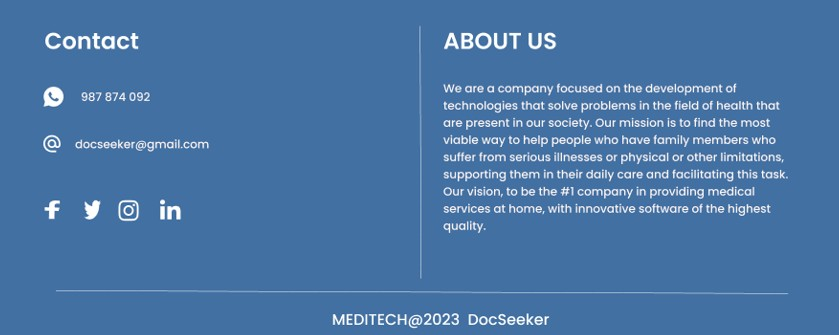 Contact
987 874 092
docseeker@gmail.com
ABOUT US
We are a company focused on the development of
technologies that solve problems in the field of health that
are present in our society. Our mission is to find the most
viable way to help people who have family members who
suffer from serious illnesses or physical or other limitations,
supporting them in their daily care and facilitating this task.
Our vision, to be the #1 company in providing medical
services at home, with innovative software of the highest
quality.
MEDITECH@2023 DocSeeker